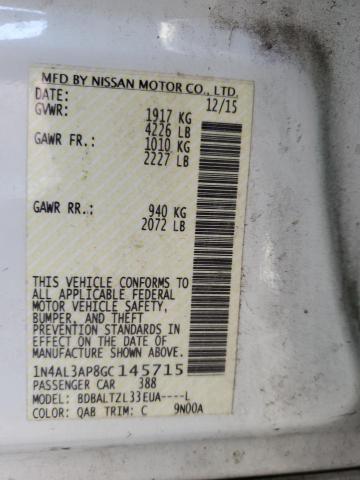 MFD BY NISSAN MOTOR CO., LTD.
DATE: 12/15
GVWR: 1917 KG
4226 LB
GAWR FR.: 1010 KG
2227 LB
GAWR RR.: 940 KG
2072 LB
THIS VEHICLE CONFORMS TO
ALL APPLICABLE FEDERAL
MOTOR VEHICLE SAFETY,
BUMPER, AND THEFT
PREVENTION STANDARDS IN
EFFECT ON THE DATE OF
MANUFACTURE SHOWN ABOVE.
1N4AL3AP8GC145715
PASSENGER CAR 388
MODEL: BDBALTZL33EUA----L
COLOR: QAB TRIM: C 9N00A